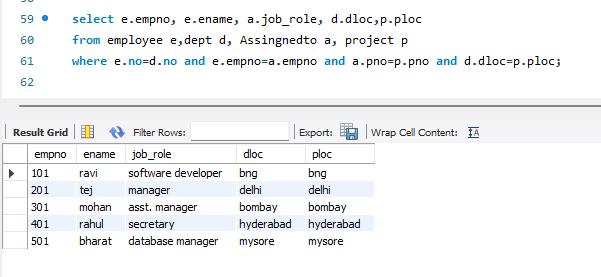 59 select e.empno, e.ename, a.job_role, d.dloc,p.ploc
60 from employee e,dept d, Assingnedto a, project p
61 where e.no=d.no and e.empno=a.empno and a.pno=p.pno and d.dloc=p.ploc;
62
Result Grid Filter Rows: Export: Wrap Cell Content:
empno ename job_role dloc ploc
101 ravi software developer bng bng
201 tej manager delhi delhi
301 mohan asst. manager bombay bombay
401 rahul secretary hyderabad hyderabad
501 bharat database manager mysore mysore